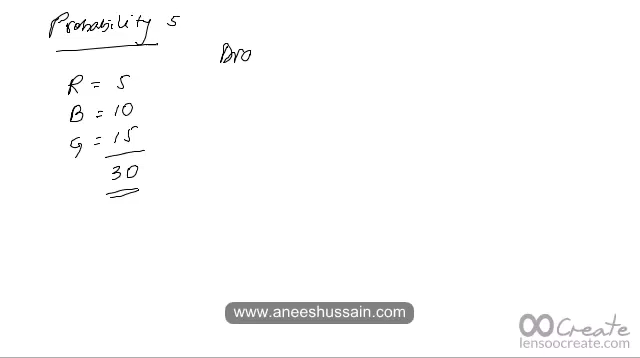 Probability 5
Dro
R = 5
B = 10
G = 15
30
www.aneeshussain.com
Create
lensoocreate.com